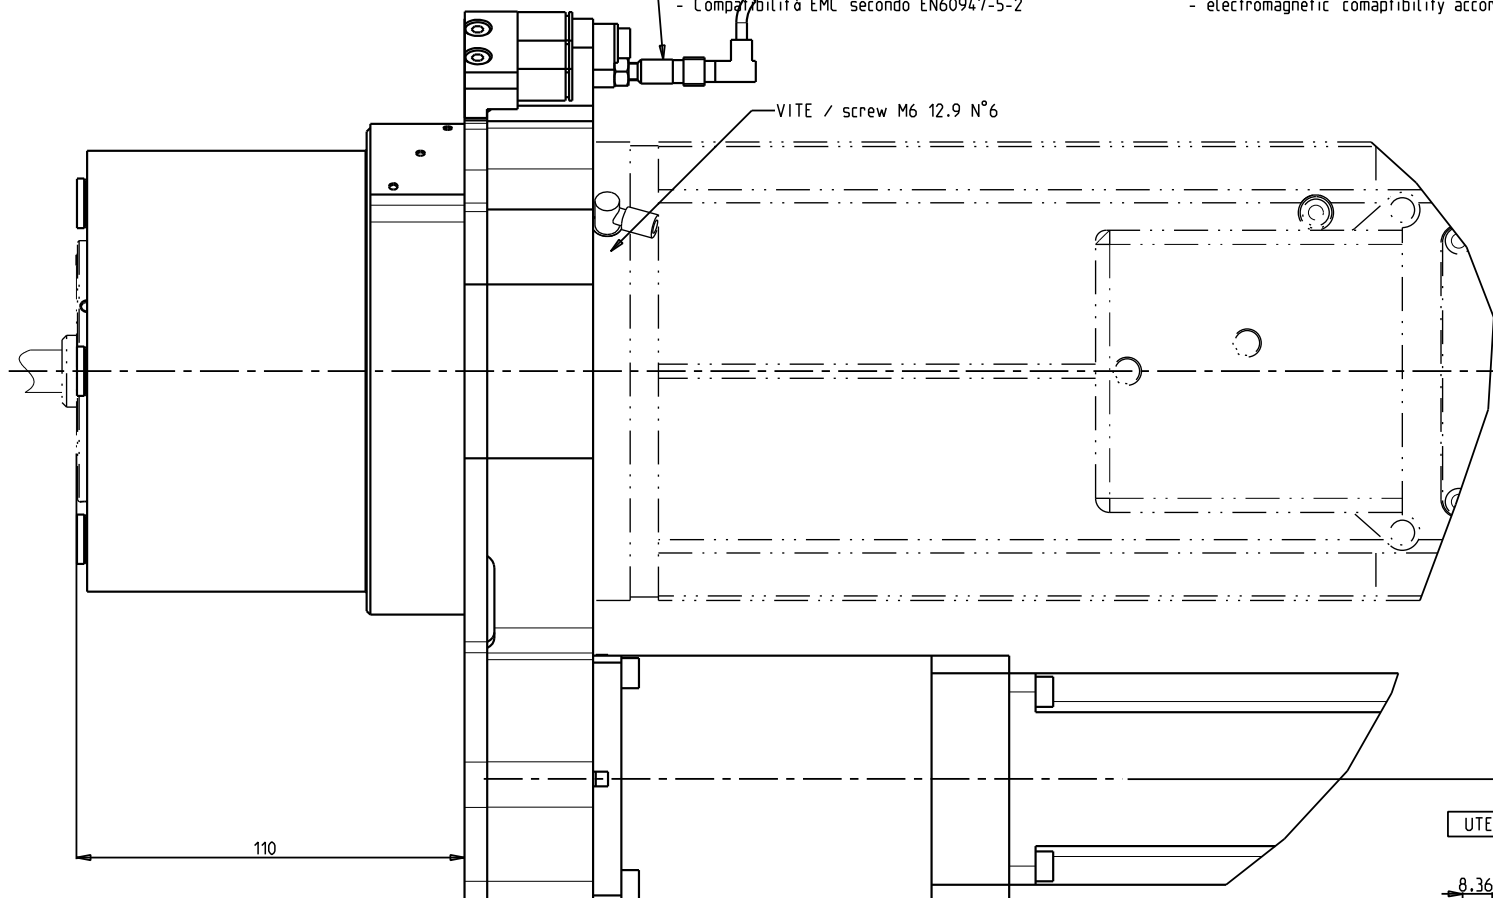 - Compatibilità EMC secondo EN60947-5-2
- electromagnetic comaptibility accor
VITE / screw M6 12.9 N°6
110
UTE
8.36